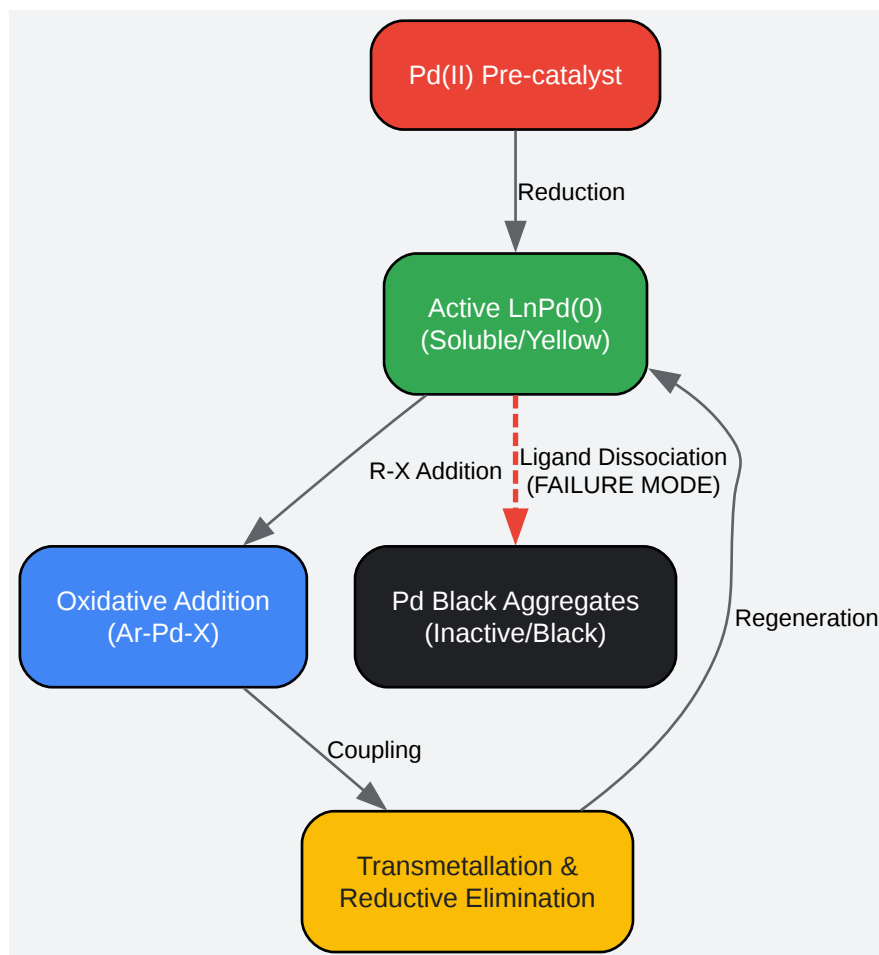 Pd(II) Pre-catalyst
Reduction
Active LnPd(0)
(Soluble/Yellow)
R-X Addition
Ligand Dissociation
(FAILURE MODE)
Oxidative Addition
(Ar-Pd-X)
Pd Black Aggregates
(Inactive/Black)
Regeneration
Coupling
Transmetallation &
Reductive Elimination